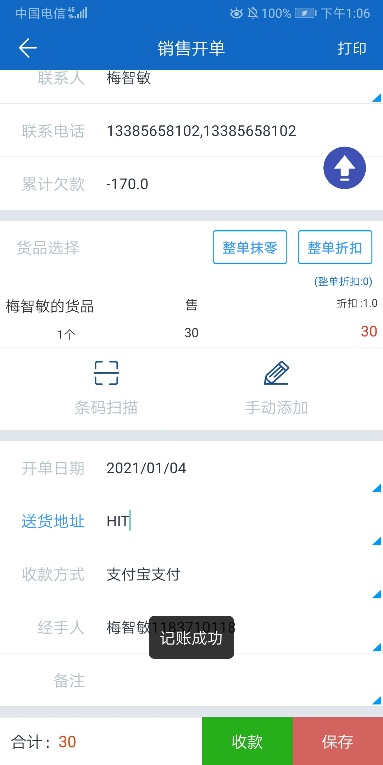 中国电信 100% 下午1:06
销售开单 打印
联系人 梅智敏
联系电话 13385658102,13385658102
累计欠款 -170.0
货品选择 整单抹零 整单折扣
(整单折扣:0)
梅智敏的货品 售 折扣:1.0
1个 30 30
条码扫描 手动添加
开单日期 2021/01/04
送货地址 HIT
收款方式 支付宝支付
经手人 梅智敏1183710118
记账成功
备注
合计：30 收款 保存